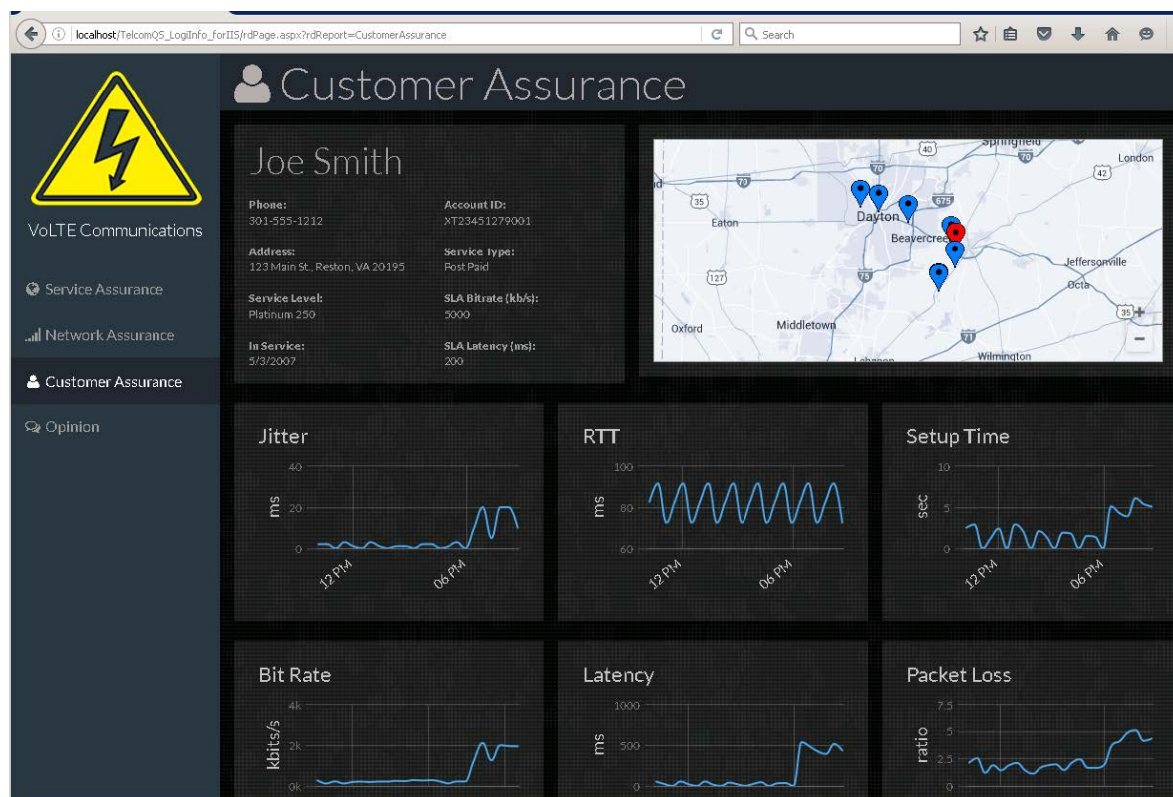 localhost/TelcomQS_LogiInfo_forIIS/rdPage.aspx?rdReport=CustomerAssurance
Search
Customer Assurance
VoLTE Communications
Service Assurance
Network Assurance
Customer Assurance
Opinion
Joe Smith
Phone:
301-555-1212
Account ID:
XT23451279001
Address:
123 Main St., Reston, VA 20195
Service Type:
Post Paid
Service Level:
Platinum 250
SLA Bitrate (kb/s):
5000
In Service:
5/3/2007
SLA Latency (ms):
200
40
Springfield
70
London
42
70
70
35
675
Eaton
Dayton
Beavercree
127
75
Jeffersonville
Octa
35
+
Oxford
Middletown
71
−
Lebanon
Wilmington
Jitter
40
20
0
ms
12 PM
06 PM
RTT
100
80
60
ms
12 PM
06 PM
Setup Time
10
5
0
sec
12 PM
06 PM
Bit Rate
4k
2k
0k
kbits/s
Latency
1000
500
0
ms
Packet Loss
7.5
5
2.5
0
ratio